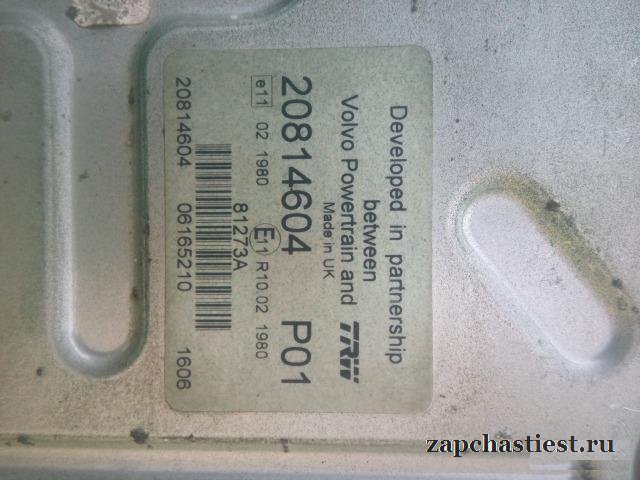 Developed in partnership
between
Volvo Powertrain and TRW
Made in UK
20814604 P01
e11 02 1980 E11 R10.02 1980
81273A
20814604 06165210 1606
zapchastiest.ru